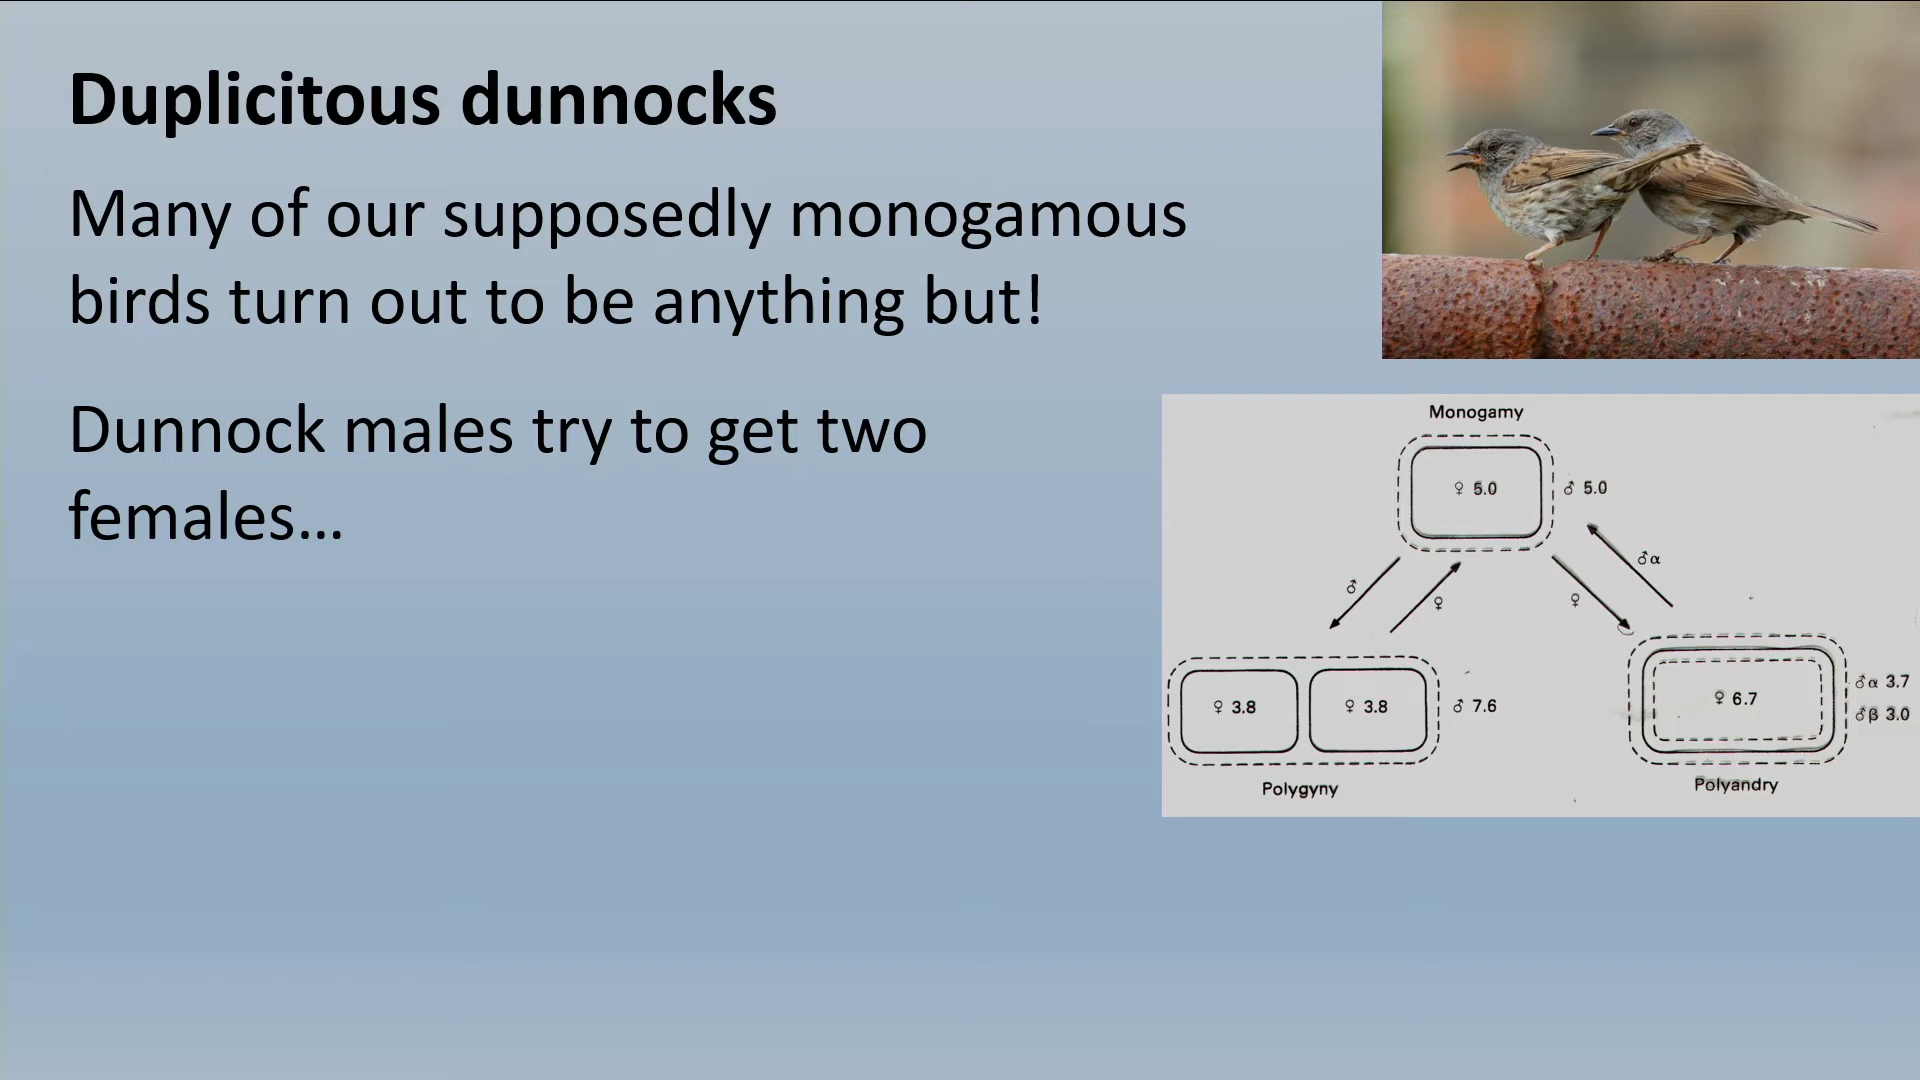 Duplicitous dunnocks
Many of our supposedly monogamous
birds turn out to be anything but!
Dunnock males try to get two
females...
Monogamy
♀ 5.0
♂ 5.0
♂
♀
♀
♂α
♀ 3.8
♀ 3.8
♂ 7.6
♀ 6.7
♂α 3.7
♂β 3.0
Polygyny
Polyandry